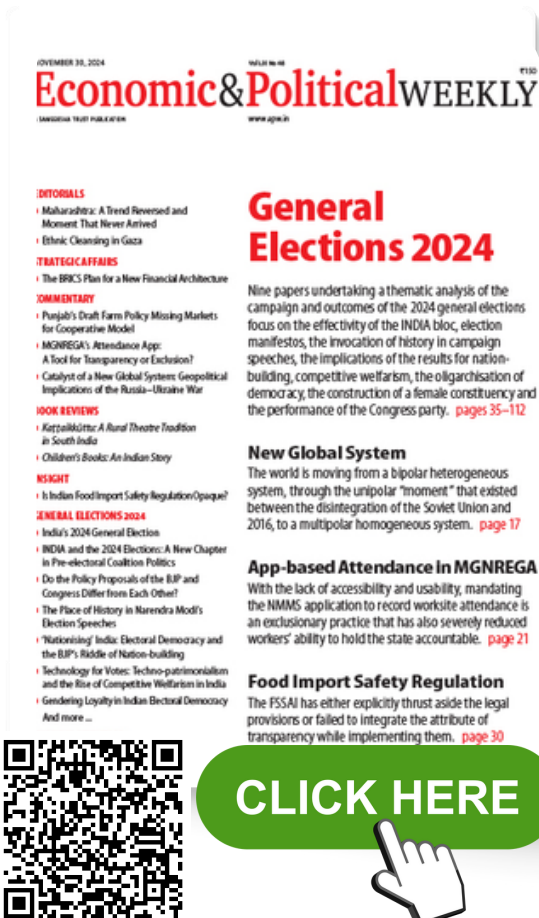 NOVEMBER 30, 2024
Vol LIX No 48
₹150
Economic&PoliticalWEEKLY
A SAMEEKSHA TRUST PUBLICATION
www.epw.in
EDITORIALS
Maharashtra: A Trend Reversed and
Moment That Never Arrived
Ethnic Cleansing in Gaza
STRATEGIC AFFAIRS
The BRICS Plan for a New Financial Architecture
COMMENTARY
Punjab's Draft Farm Policy Missing Markets
for Cooperative Model
MGNREGA's Attendance App:
A Tool for Transparency or Exclusion?
Catalyst of a New Global System: Geopolitical
Implications of the Russia–Ukraine War
BOOK REVIEWS
Kaṭṭaikkūttu: A Rural Theatre Tradition
in South India
Children's Books: An Indian Story
INSIGHT
Is Indian Food Import Safety Regulation Opaque?
GENERAL ELECTIONS 2024
India's 2024 General Election
INDIA and the 2024 Elections: A New Chapter
in Pre-electoral Coalition Politics
Do the Policy Proposals of the BJP and
Congress Differ from Each Other?
The Place of History in Narendra Modi's
Election Speeches
'Nationising' India: Electoral Democracy and
the BJP's Riddle of Nation-building
Technology for Votes: Techno-patrimonialism
and the Rise of Competitive Welfarism in India
Gendering Loyalty in Indian Electoral Democracy
And more ...
General
Elections 2024
Nine papers undertaking a thematic analysis of the
campaign and outcomes of the 2024 general elections
focus on the effectivity of the INDIA bloc, election
manifestos, the invocation of history in campaign
speeches, the implications of the results for nation-
building, competitive welfarism, the oligarchisation of
democracy, the construction of a female constituency and
the performance of the Congress party. pages 35–112
New Global System
The world is moving from a bipolar heterogeneous
system, through the unipolar "moment" that existed
between the disintegration of the Soviet Union and
2016, to a multipolar homogeneous system. page 17
App-based Attendance in MGNREGA
With the lack of accessibility and usability, mandating
the NMMS application to record worksite attendance is
an exclusionary practice that has also severely reduced
workers' ability to hold the state accountable. page 21
Food Import Safety Regulation
The FSSAI has either explicitly thrust aside the legal
provisions or failed to integrate the attribute of
transparency while implementing them. page 30
CLICK HERE